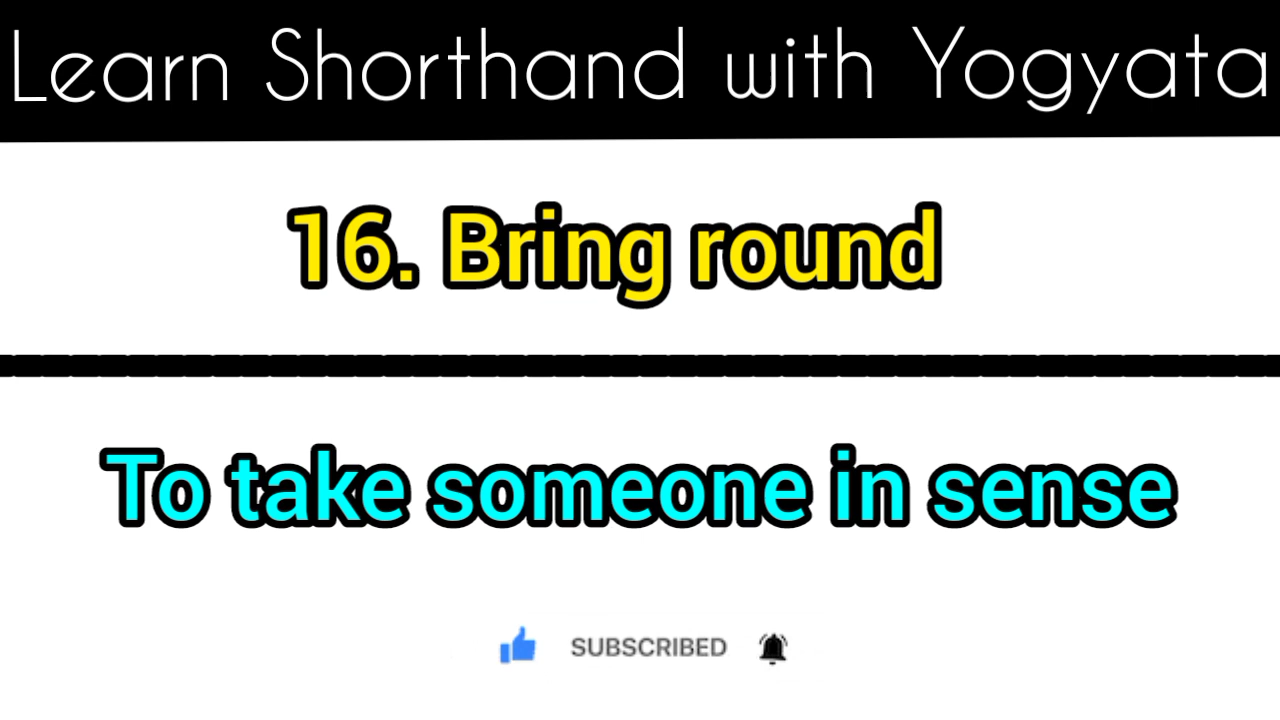 Learn Shorthand with Yogyata
16. Bring round
To take someone in sense
SUBSCRIBED